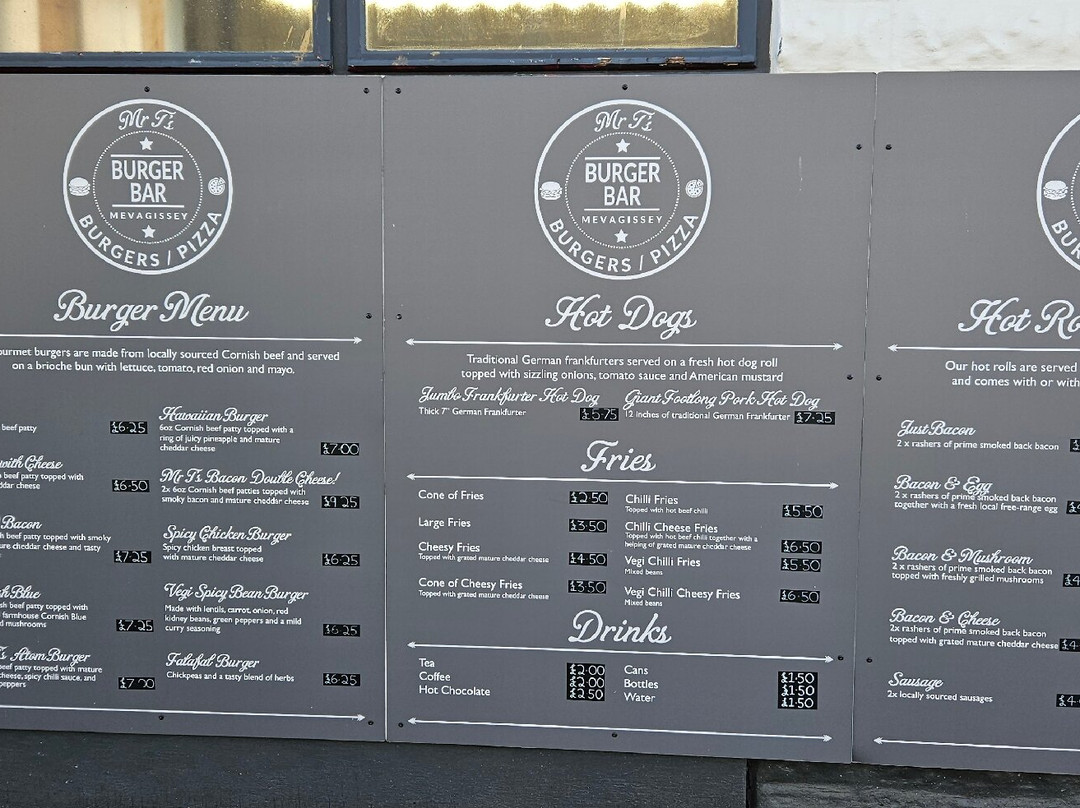 Mr T's
BURGER
BAR
MEVAGISSEY
BURGERS / PIZZA
Burger Menu
burgers are made from locally sourced Cornish beef and served
on a brioche bun with lettuce, tomato, red onion and mayo.
beef patty £6.25
with Cheese
beef patty topped with
£6.50
Bacon
beef patty topped with smoky
cheddar cheese and tasty
£7.25
Blue
beef patty topped with
farmhouse Cornish Blue
mushrooms £7.25
Atom Burger
beef patty topped with mature
cheese, spicy chilli sauce, and
£7.00
Hawaiian Burger
6oz Cornish beef patty topped with a
ring of juicy pineapple and mature
cheddar cheese £7.00
Mr T's Bacon Double Cheese!
2x 6oz Cornish beef patties topped with
smoky bacon and mature cheddar cheese £9.25
Spicy Chicken Burger
Spicy chicken breast topped
with mature cheddar cheese £6.25
Vegi Spicy Bean Burger
Made with lentils, carrot, onion, red
kidney beans, green peppers and a mild
curry seasoning £6.25
Falafal Burger
Chickpeas and a tasty blend of herbs £6.25
Mr T's
BURGER
BAR
MEVAGISSEY
BURGERS / PIZZA
Hot Dogs
Traditional German frankfurters served on a fresh hot dog roll
topped with sizzling onions, tomato sauce and American mustard
Jumbo Frankfurter Hot Dog
Thick 7" German Frankfurter £5.75
Giant Footlong Pork Hot Dog
12 inches of traditional German Frankfurter £7.25
Fries
Cone of Fries £2.50
Large Fries £3.50
Cheesy Fries £4.50
Topped with grated mature cheddar cheese
Cone of Cheesy Fries £3.50
Topped with grated mature cheddar cheese
Chilli Fries
Topped with hot beef chilli £5.50
Chilli Cheese Fries
Topped with hot beef chilli together with a
helping of grated mature cheddar cheese £6.50
Vegi Chilli Fries £5.50
Mixed beans
Vegi Chilli Cheese Fries £6.50
Mixed beans
Drinks
Tea £2.00
Coffee £2.00
Hot Chocolate £2.50
Cans £1.50
Bottles £1.50
Water £1.50
Hot
Our hot rolls are served
and comes with or
Just Bacon
2 x rashers of prime smoked back bacon
Bacon & Egg
2 x rashers of prime smoked back bacon
together with a fresh local free-range egg
Bacon & Mushroom
2 x rashers of prime smoked back bacon
topped with freshly grilled mushrooms
Bacon & Cheese
2x rashers of prime smoked back bacon
topped with grated mature cheddar cheese
Sausage
2x locally sourced sausages